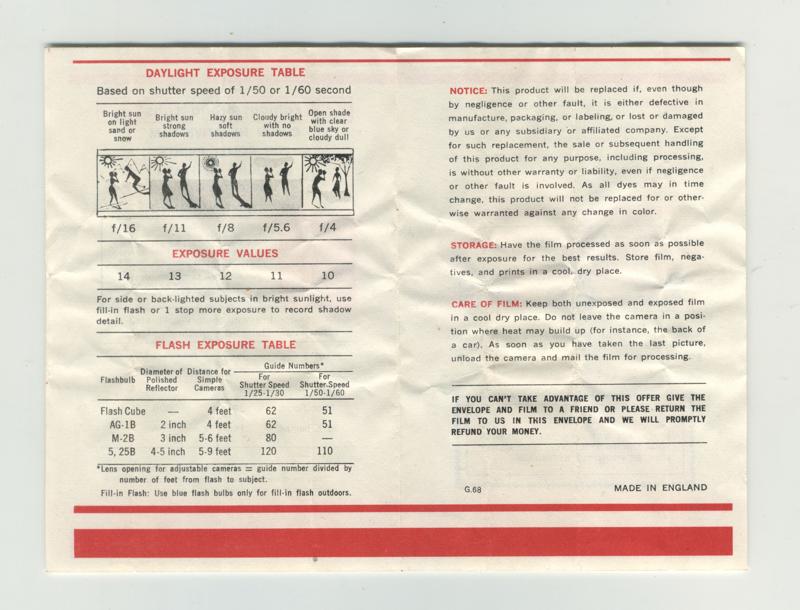 DAYLIGHT EXPOSURE TABLE
Based on shutter speed of 1/50 or 1/60 second
Bright sun on light sand or snow
Bright sun strong shadows
Hazy sun soft shadows
Cloudy bright with no shadows
Open shade with clear blue sky or cloudy dull
f/16 f/11 f/8 f/5.6 f/4
EXPOSURE VALUES
14 13 12 11 10
For side or back-lighted subjects in bright sunlight, use
fill-in flash or 1 stop more exposure to record shadow
detail.
FLASH EXPOSURE TABLE
Flashbulb
Diameter of Polished Reflector
Distance for Simple Cameras
Guide Numbers*
For Shutter Speed 1/25-1/30
For Shutter Speed 1/50-1/60
Flash Cube — 4 feet 62 51
AG-1B 2 inch 4 feet 62 51
M-2B 3 inch 5-6 feet 80 —
5, 25B 4-5 inch 5-9 feet 120 110
*Lens opening for adjustable cameras = guide number divided by
number of feet from flash to subject.
Fill-in Flash: Use blue flash bulbs only for fill-in flash outdoors.
NOTICE: This product will be replaced if, even though
by negligence or other fault, it is either defective in
manufacture, packaging, or labeling, or lost or damaged
by us or any subsidiary or affiliated company. Except
for such replacement, the sale or subsequent handling
of this product for any purpose, including processing,
is without other warranty or liability, even if negligence
or other fault is involved. As all dyes may in time
change, this product will not be replaced for or other-
wise warranted against any change in color.
STORAGE: Have the film processed as soon as possible
after exposure for the best results. Store film, nega-
tives, and prints in a cool, dry place.
CARE OF FILM: Keep both unexposed and exposed film
in a cool dry place. Do not leave the camera in a posi-
tion where heat may build up (for instance, the back of
a car). As soon as you have taken the last picture,
unload the camera and mail the film for processing.
IF YOU CAN'T TAKE ADVANTAGE OF THIS OFFER GIVE THE
ENVELOPE AND FILM TO A FRIEND OR PLEASE RETURN THE
FILM TO US IN THIS ENVELOPE AND WE WILL PROMPTLY
REFUND YOUR MONEY.
G.68 MADE IN ENGLAND